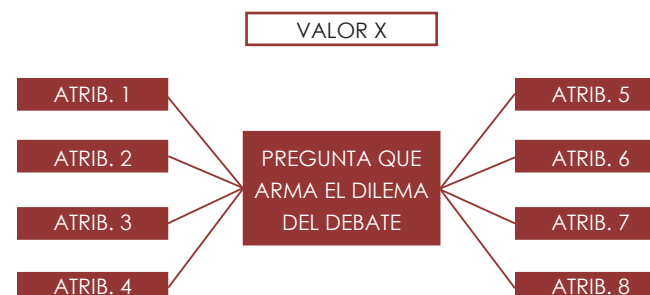 VALOR X
ATRIB. 1
ATRIB. 2
ATRIB. 3
ATRIB. 4
PREGUNTA QUE
ARMA EL DILEMA
DEL DEBATE
ATRIB. 5
ATRIB. 6
ATRIB. 7
ATRIB. 8